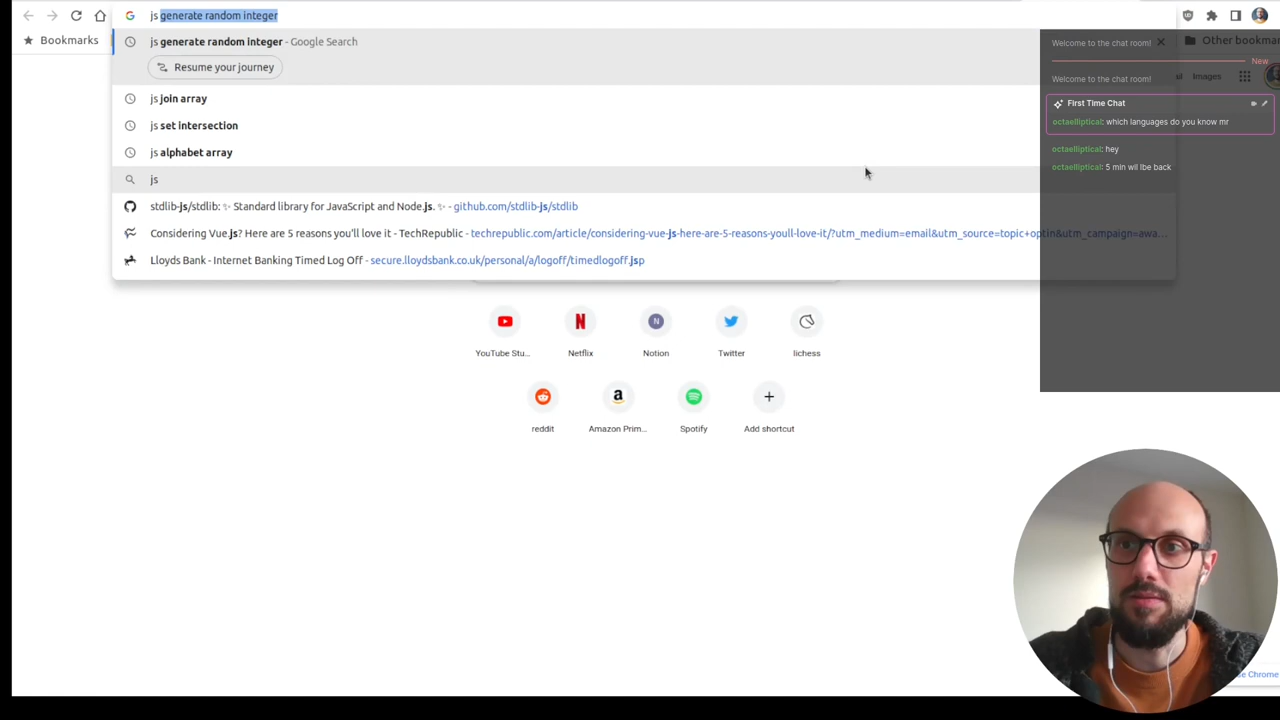 js generate random integer
Bookmarks
Other bookmar
js generate random integer - Google Search
Resume your journey
js join array
js set intersection
js alphabet array
js
stdlib-js/stdlib: ✨ Standard library for JavaScript and Node.js. ✨ - github.com/stdlib-js/stdlib
Considering Vue.js? Here are 5 reasons you'll love it - TechRepublic - techrepublic.com/article/considering-vue-js-here-are-5-reasons-youll-love-it/?utm_medium=email&utm_source=topic+optin&utm_campaign=awa...
Lloyds Bank - Internet Banking Timed Log Off - secure.lloydsbank.co.uk/personal/a/logoff/timedlogoff.jsp
Images
Welcome to the chat room!
New
Welcome to the chat room!
First Time Chat
octaelliptical: which languages do you know mr
octaelliptical: hey
octaelliptical: 5 min wil lbe back
YouTube Stu...
Netflix
N
Notion
Twitter
lichess
reddit
Amazon Prim...
Spotify
Add shortcut
se Chrome